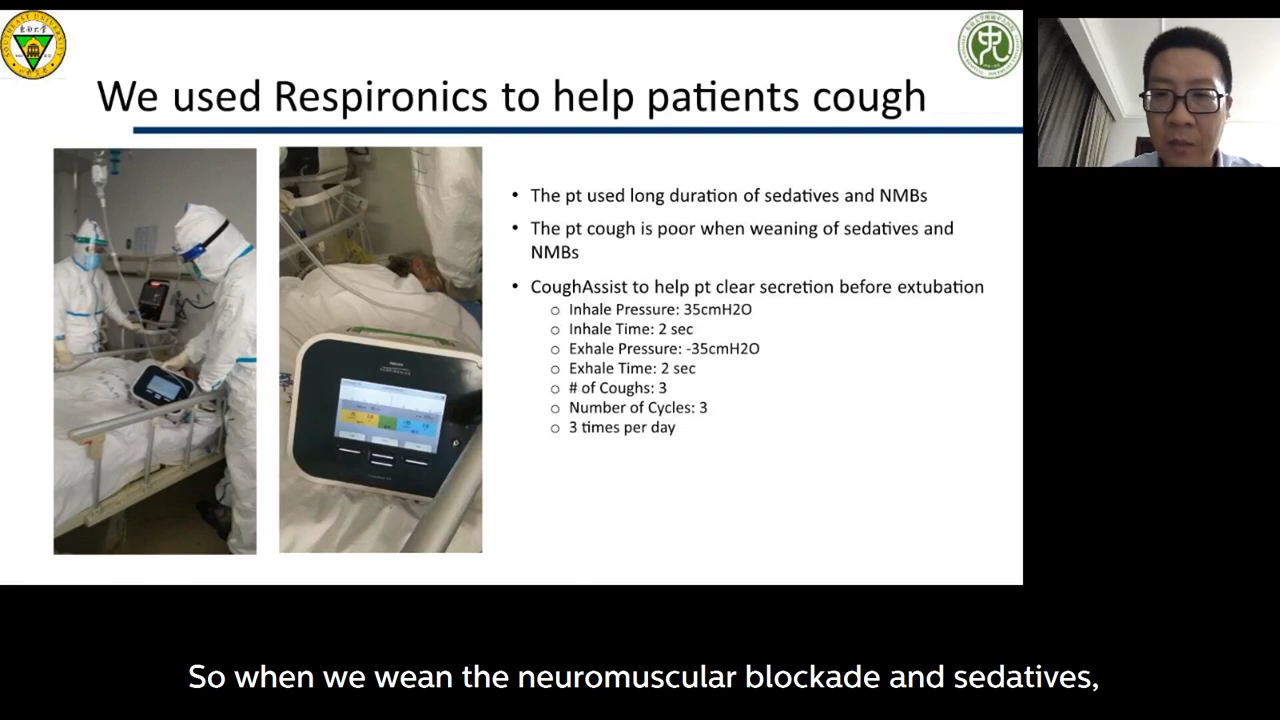 We used Respironics to help patients cough
• The pt used long duration of sedatives and NMBs
• The pt cough is poor when weaning of sedatives and
NMBs
• CoughAssist to help pt clear secretion before extubation
○ Inhale Pressure: 35cmH2O
○ Inhale Time: 2 sec
○ Exhale Pressure: -35cmH2O
○ Exhale Time: 2 sec
○ # of Coughs: 3
○ Number of Cycles: 3
○ 3 times per day
So when we wean the neuromuscular blockade and sedatives,